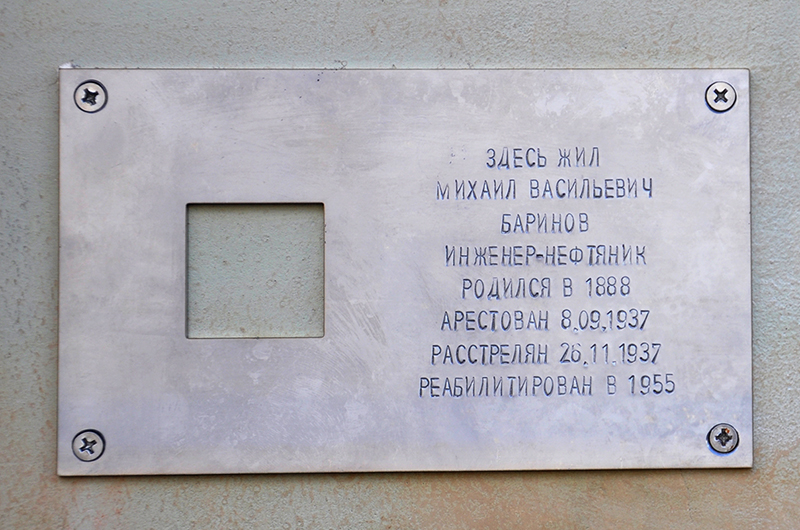 ЗДЕСЬ ЖИЛ
МИХАИЛ ВАСИЛЬЕВИЧ
БАРИНОВ
ИНЖЕНЕР-НЕФТЯНИК
РОДИЛСЯ В 1888
АРЕСТОВАН 8.09.1937
РАССТРЕЛЯН 26.11.1937
РЕАБИЛИТИРОВАН В 1955